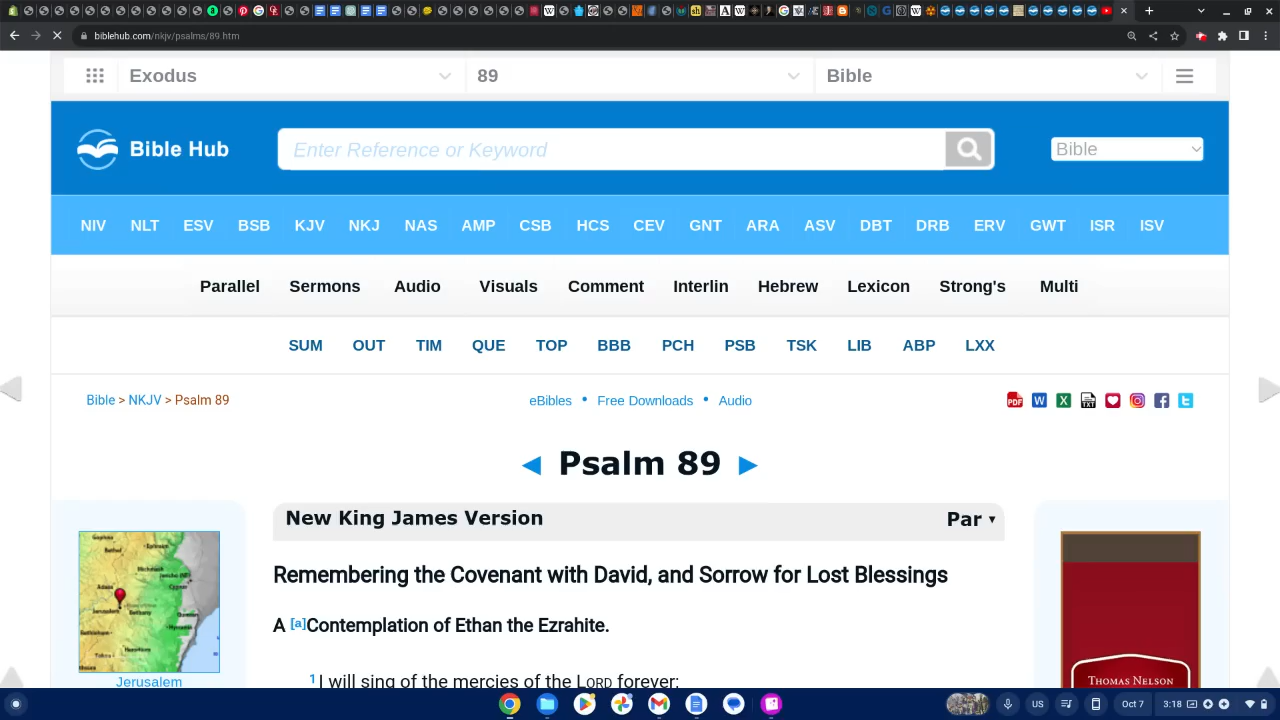 biblehub.com/nkjv/psalms/89.htm
Exodus 89 Bible
Bible Hub Enter Reference or Keyword Bible
NIV NLT ESV BSB KJV NKJ NAS AMP CSB HCS CEV GNT ARA ASV DBT DRB ERV GWT ISR ISV
Parallel Sermons Audio Visuals Comment Interlin Hebrew Lexicon Strong's Multi
SUM OUT TIM QUE TOP BBB PCH PSB TSK LIB ABP LXX
Bible > NKJV > Psalm 89 eBibles • Free Downloads • Audio
◄ Psalm 89 ►
New King James Version Par ▾
Remembering the Covenant with David, and Sorrow for Lost Blessings
A [a]Contemplation of Ethan the Ezrahite.
1 I will sing of the mercies of the LORD forever;
Jerusalem
THOMAS NELSON
US Oct 7 3:18